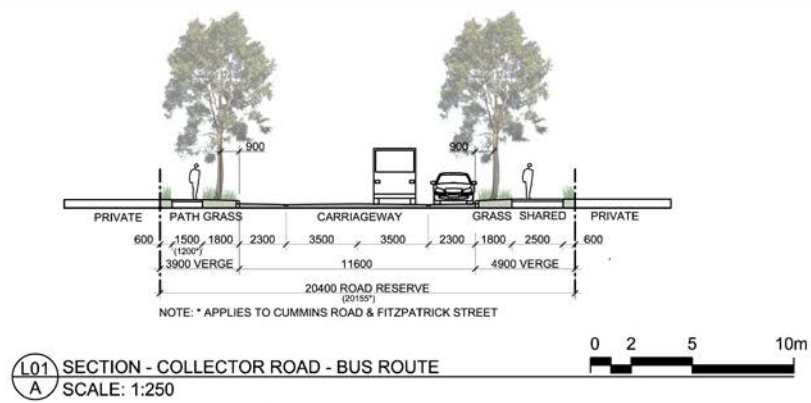 900 900
PRIVATE PATH GRASS CARRIAGEWAY GRASS SHARED PRIVATE
600 1500 1800 2300 3500 3500 2300 1800 2500 600
(1200*)
3900 VERGE 11600 4900 VERGE
20400 ROAD RESERVE
(20155*)
NOTE: * APPLIES TO CUMMINS ROAD & FITZPATRICK STREET
0 2 5 10m
L01 SECTION - COLLECTOR ROAD - BUS ROUTE
A SCALE: 1:250